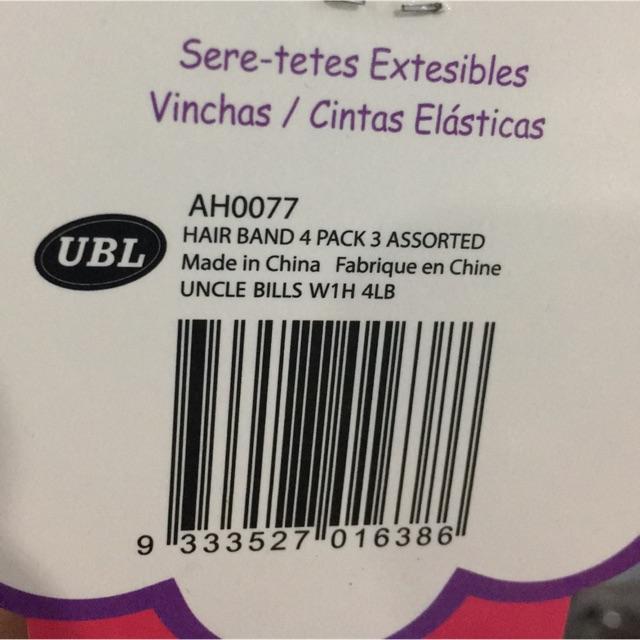 Sere-tetes Extesibles
Vinchas / Cintas Elásticas
AH0077
UBL
HAIR BAND 4 PACK 3 ASSORTED
Made in China Fabrique en Chine
UNCLE BILLS W1H 4LB
9 333527 016386